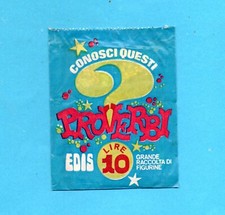 CONOSCI QUESTI
?
PROVERBI
EDIS
LIRE
10
GRANDE
RACCOLTA DI
FIGURINE